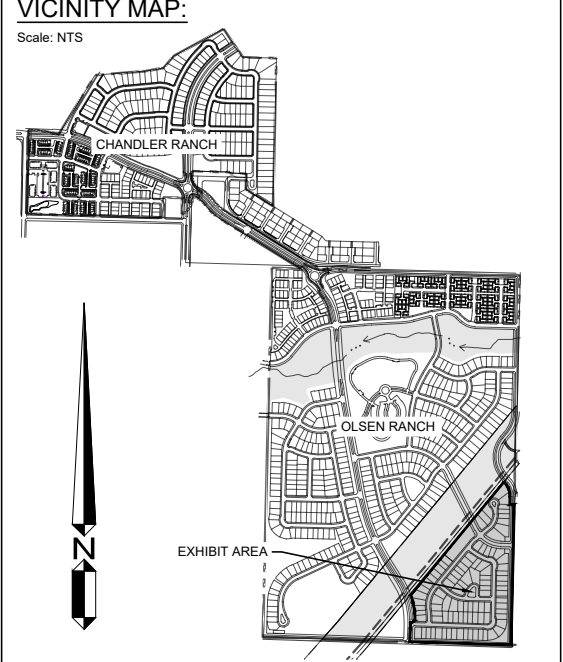 VICINITY MAP:
Scale: NTS
CHANDLER RANCH
OLSEN RANCH
EXHIBIT AREA
N